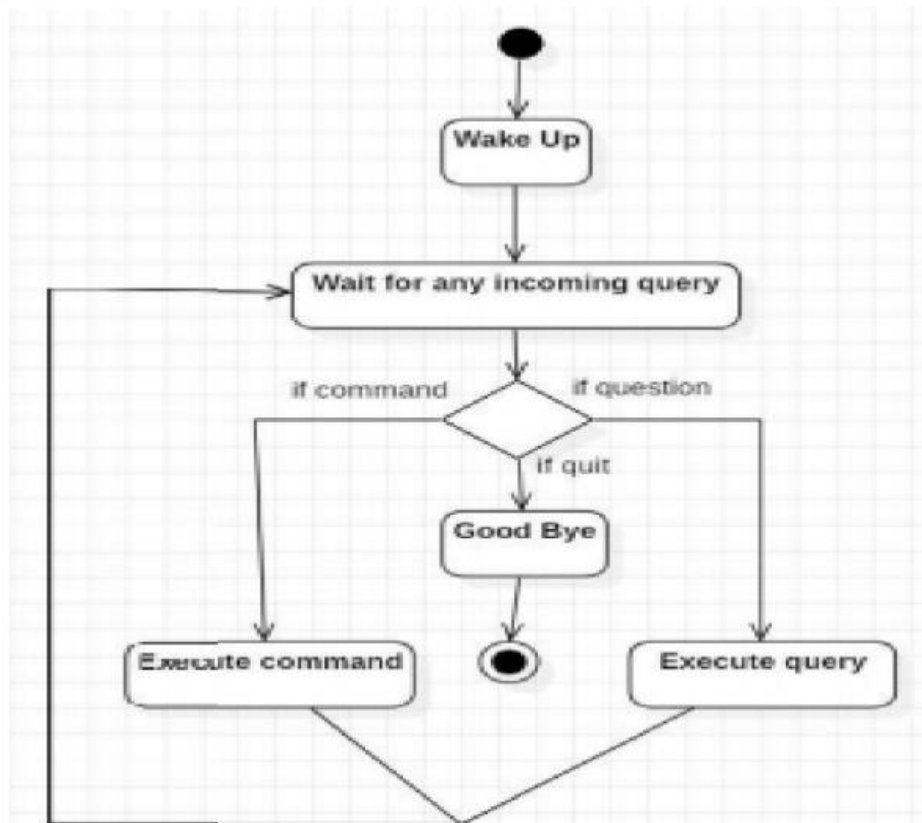 Wake Up
Wait for any incoming query
if command
if question
if quit
Good Bye
Execute command
Execute query